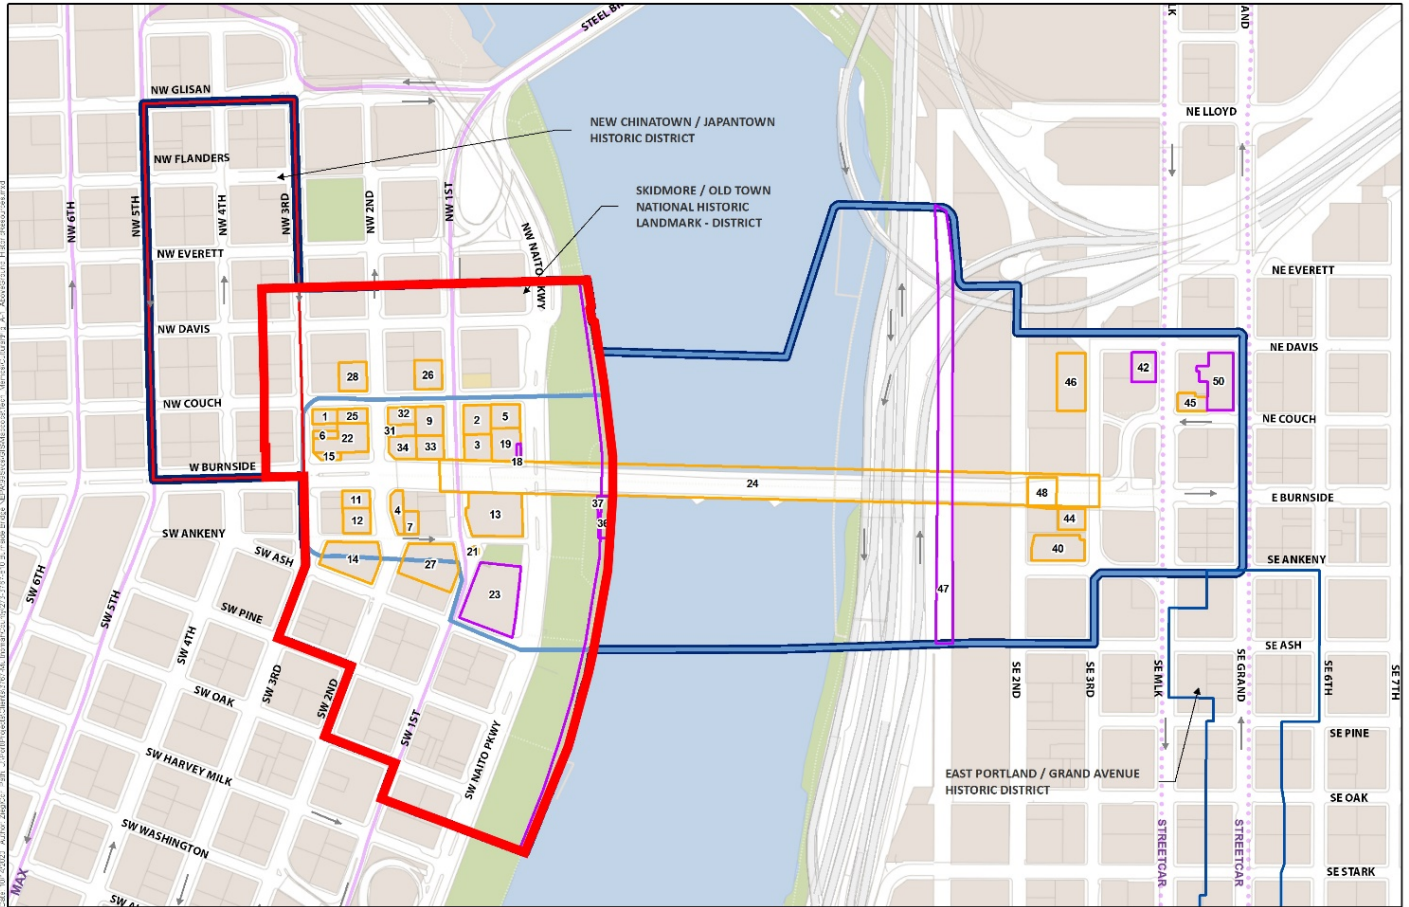 STEEL BR
LK
AND
NW GLISAN
NE LLOYD
NEW CHINATOWN / JAPANTOWN
HISTORIC DISTRICT
NW FLANDERS
SKIDMORE / OLD TOWN
NATIONAL HISTORIC
LANDMARK - DISTRICT
NW 6TH
NW 5TH
NW 4TH
NW 3RD
NW 2ND
NW 1ST
NW NAITO PKWY
NW EVERETT
NE EVERETT
NW DAVIS
NE DAVIS
28
26
46
42
50
45
NW COUCH
NE COUCH
1
25
32
9
2
5
6
22
31
34
33
3
19
15
18
W BURNSIDE
24
48
E BURNSIDE
11
12
4
7
13
37
36
44
40
SW ANKENY
SW ASH
14
27
21
SE ANKENY
23
47
SW 6TH
SW 5TH
SW 4TH
SW PINE
SE ASH
SW 3RD
SW 2ND
SW 1ST
SW OAK
SW NAITO PKWY
SE 2ND
SE 3RD
SE MLK
SE GRAND
SE 6TH
SE 7TH
SE PINE
SW HARVEY MILK
EAST PORTLAND / GRAND AVENUE
HISTORIC DISTRICT
SE OAK
SW WASHINGTON
STREETCAR
STREETCAR
SE STARK
MAX